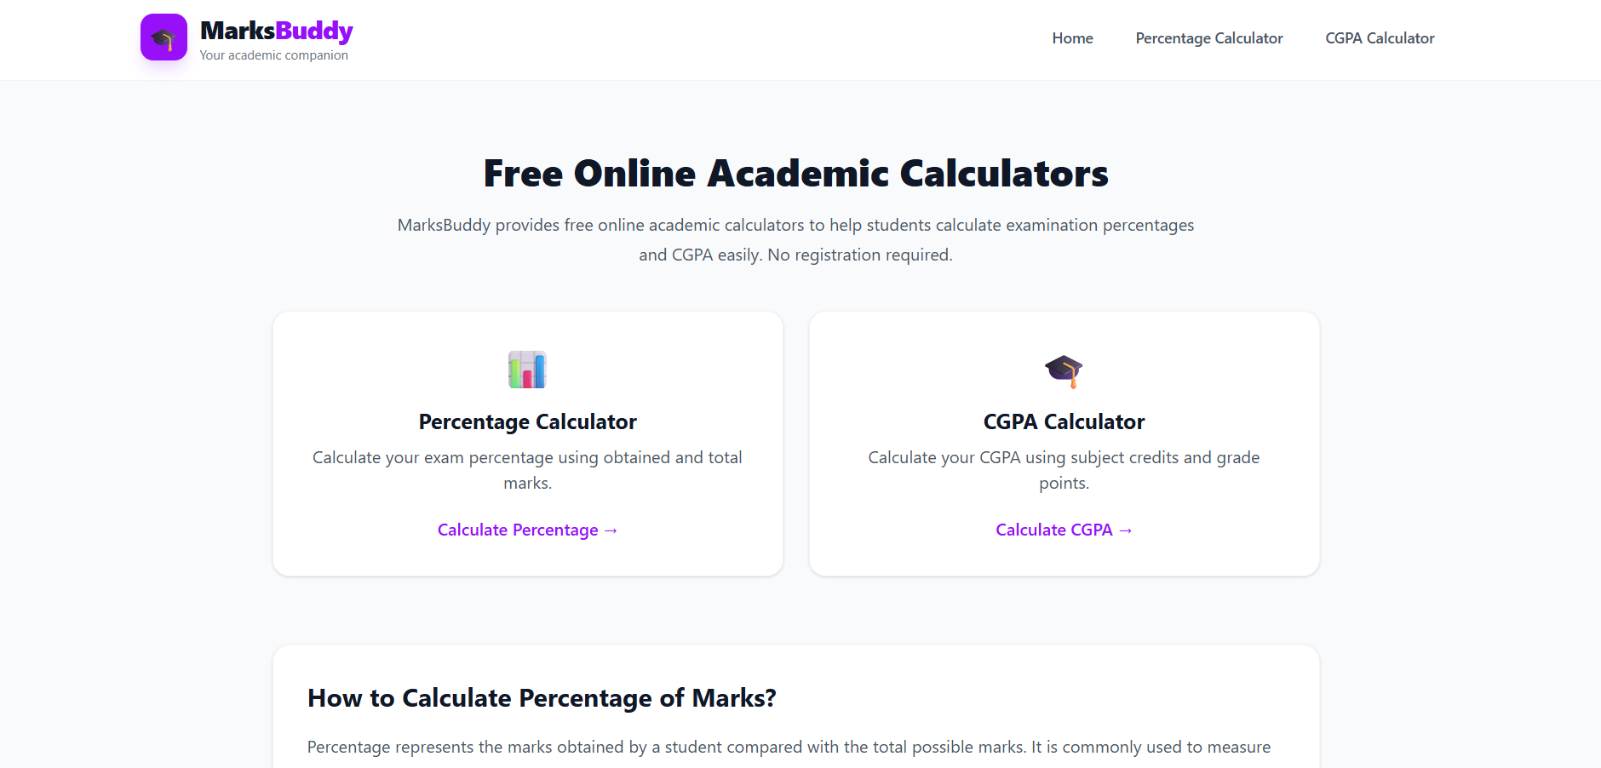 MarksBuddy
Your academic companion
Home
Percentage Calculator
CGPA Calculator
Free Online Academic Calculators
MarksBuddy provides free online academic calculators to help students calculate examination percentages
and CGPA easily. No registration required.
Percentage Calculator
Calculate your exam percentage using obtained and total
marks.
Calculate Percentage →
CGPA Calculator
Calculate your CGPA using subject credits and grade
points.
Calculate CGPA →
How to Calculate Percentage of Marks?
Percentage represents the marks obtained by a student compared with the total possible marks. It is commonly used to measure